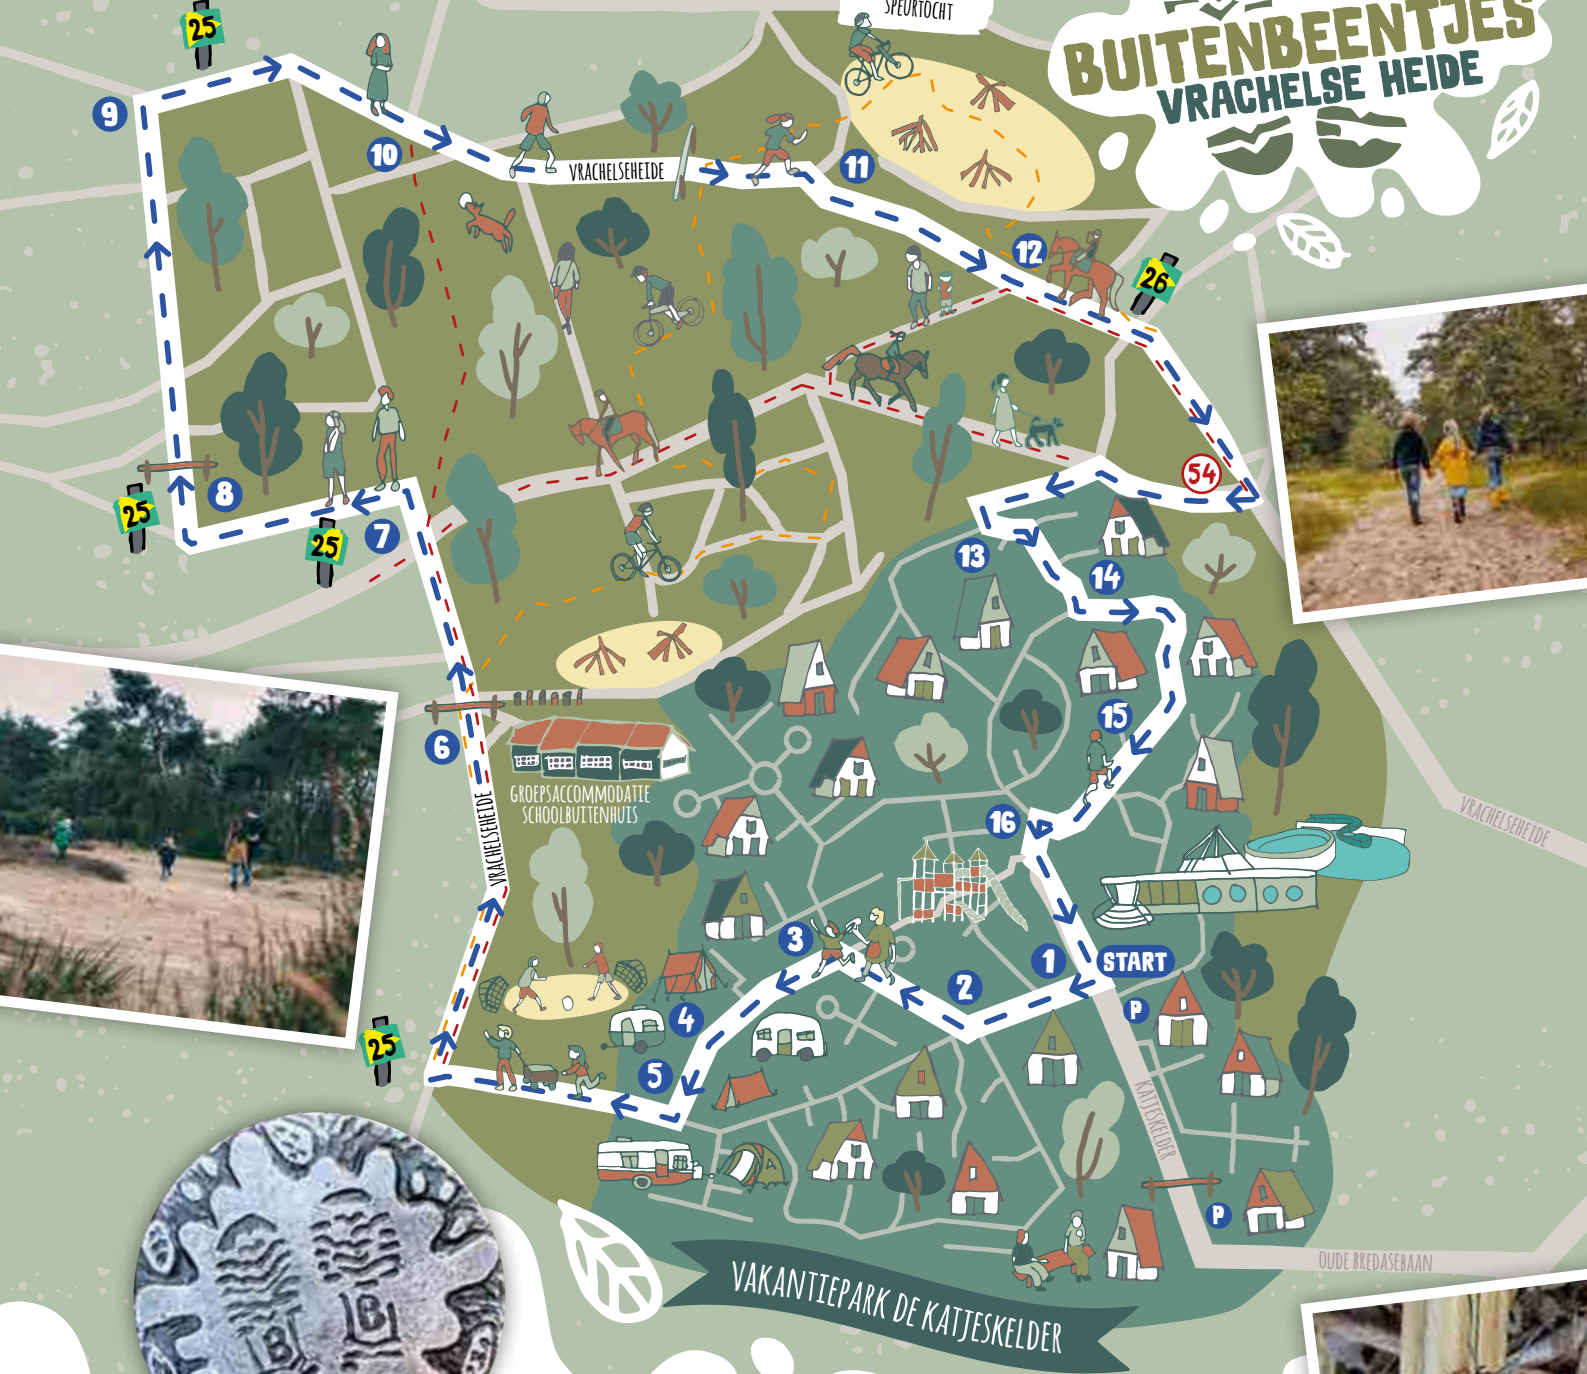 SPEURTOCHT
BUITENBEENTJES
VRACHELSE HEIDE
25
9
10
VRACHELSEHEIDE
11
12
26
54
25
8
7
25
13
14
15
6
GROEPSACCOMMODATIE
SCHOOLBUITENHUIS
VRACHELSEHEIDE
16
VRACHELSEHEIDE
3
1
START
2
4
P
25
5
KATJESKELDER
P
OUDE BREDASEBAAN
VAKANTIEPARK DE KATJESKELDER
LB
LB